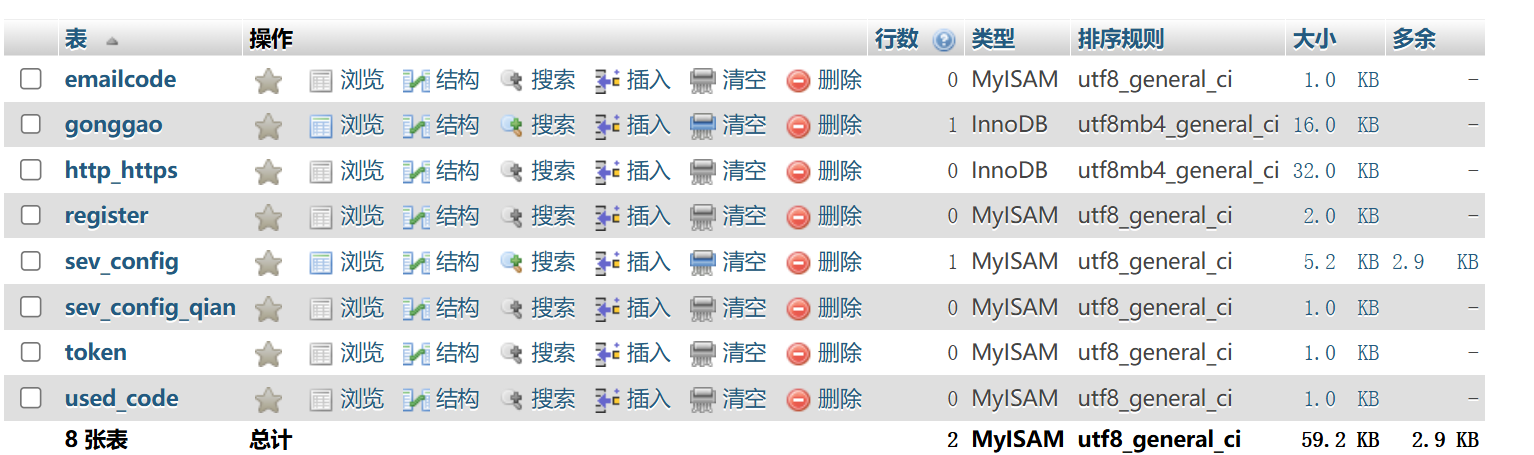 表 操作 行数 类型 排序规则 大小 多余
emailcode 浏览 结构 搜索 插入 清空 删除 0 MyISAM utf8_general_ci 1.0 KB -
gonggao 浏览 结构 搜索 插入 清空 删除 1 InnoDB utf8mb4_general_ci 16.0 KB -
http_https 浏览 结构 搜索 插入 清空 删除 0 InnoDB utf8mb4_general_ci 32.0 KB -
register 浏览 结构 搜索 插入 清空 删除 0 MyISAM utf8_general_ci 2.0 KB -
sev_config 浏览 结构 搜索 插入 清空 删除 1 MyISAM utf8_general_ci 5.2 KB 2.9 KB
sev_config_qian 浏览 结构 搜索 插入 清空 删除 0 MyISAM utf8_general_ci 1.0 KB -
token 浏览 结构 搜索 插入 清空 删除 0 MyISAM utf8_general_ci 1.0 KB -
used_code 浏览 结构 搜索 插入 清空 删除 0 MyISAM utf8_general_ci 1.0 KB -
8 张表 总计 2 MyISAM utf8_general_ci 59.2 KB 2.9 KB